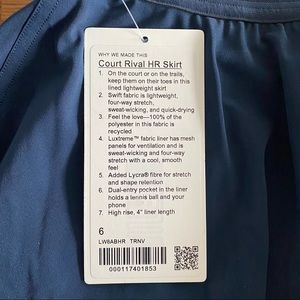 WHY WE MADE THIS
Court Rival HR Skirt
1. On the court or on the trails,
keep them on their toes in this
lined lightweight skirt
2. Swift fabric is lightweight,
four-way stretch,
sweat-wicking, and quick-drying
3. Feel the love—100% of the
polyester in this fabric is
recycled
4. Luxtreme™ fabric liner has mesh
panels for ventilation and is
sweat-wicking and four-way
stretch with a cool, smooth
feel
5. Added Lycra® fibre for stretch
and shape retention
6. Dual-entry pocket in the liner
holds a tennis ball and your
phone
7. High rise, 4" liner length
6
LW8ABHR TRNV
000117401853